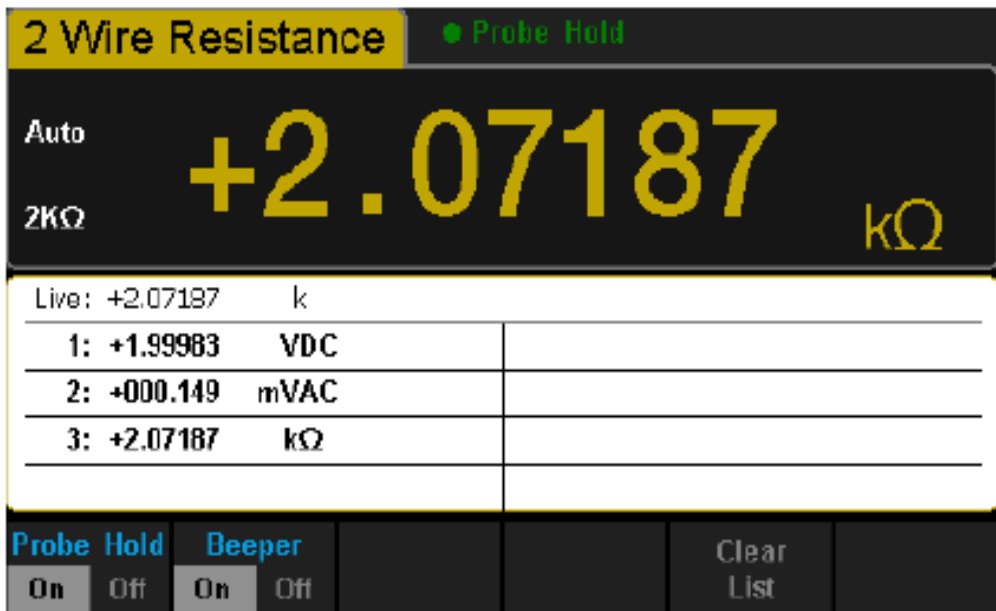 2 Wire Resistance
Probe Hold
Auto
+2.07187
2KΩ
kΩ
Live: +2.07187 k
1: +1.99983 VDC
2: +000.149 mVAC
3: +2.07187 kΩ
Probe Hold
On Off
Beeper
On Off
Clear
List